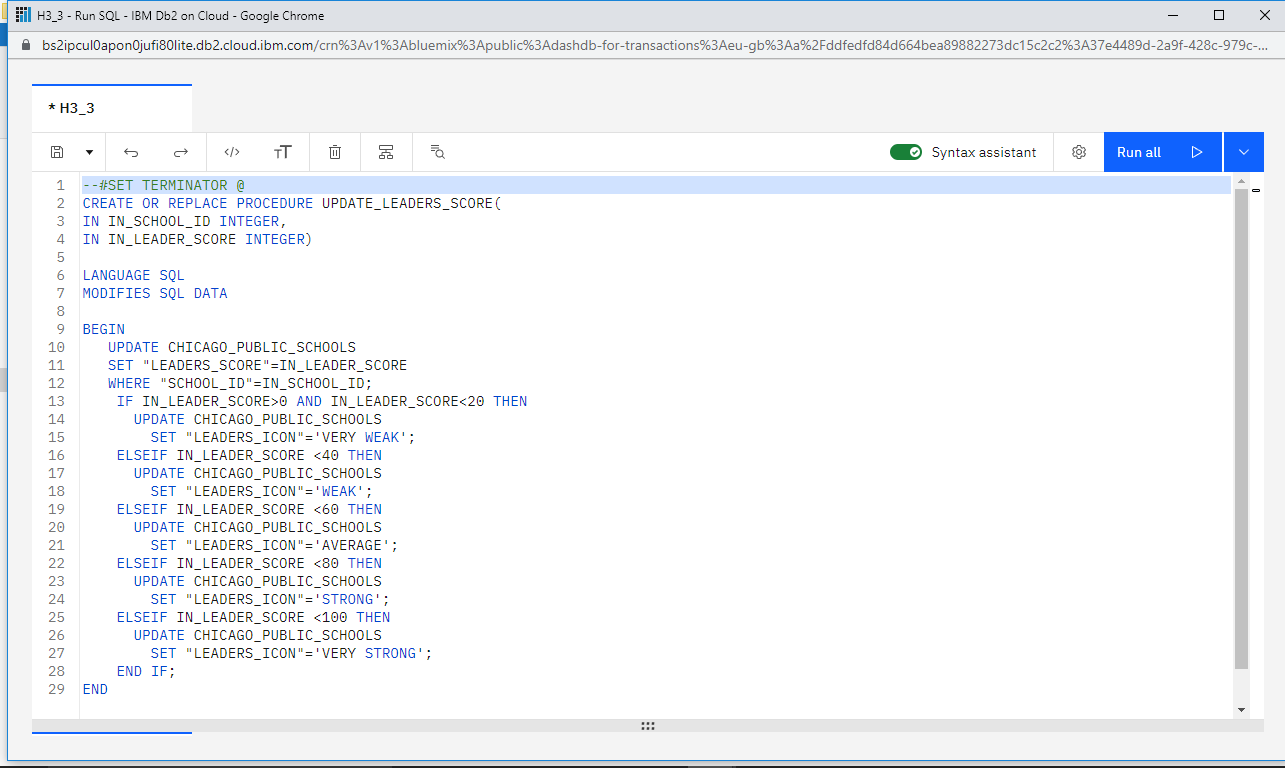 H3_3 - Run SQL - IBM Db2 on Cloud - Google Chrome
bs2ipcul0apon0jufi80lite.db2.cloud.ibm.com/crn%3Av1%3Abluemix%3Apublic%3Adashdb-for-transactions%3Aeu-gb%3Aa%2Fddfedfd84d664bea89882273dc15c2c2%3A37e4489d-2a9f-428c-979c-...
* H3_3
Syntax assistant
Run all
1 --#SET TERMINATOR @
2 CREATE OR REPLACE PROCEDURE UPDATE_LEADERS_SCORE(
3 IN IN_SCHOOL_ID INTEGER,
4 IN IN_LEADER_SCORE INTEGER)
5
6 LANGUAGE SQL
7 MODIFIES SQL DATA
8
9 BEGIN
10 UPDATE CHICAGO_PUBLIC_SCHOOLS
11 SET "LEADERS_SCORE"=IN_LEADER_SCORE
12 WHERE "SCHOOL_ID"=IN_SCHOOL_ID;
13 IF IN_LEADER_SCORE>0 AND IN_LEADER_SCORE<20 THEN
14 UPDATE CHICAGO_PUBLIC_SCHOOLS
15 SET "LEADERS_ICON"='VERY WEAK';
16 ELSEIF IN_LEADER_SCORE <40 THEN
17 UPDATE CHICAGO_PUBLIC_SCHOOLS
18 SET "LEADERS_ICON"='WEAK';
19 ELSEIF IN_LEADER_SCORE <60 THEN
20 UPDATE CHICAGO_PUBLIC_SCHOOLS
21 SET "LEADERS_ICON"='AVERAGE';
22 ELSEIF IN_LEADER_SCORE <80 THEN
23 UPDATE CHICAGO_PUBLIC_SCHOOLS
24 SET "LEADERS_ICON"='STRONG';
25 ELSEIF IN_LEADER_SCORE <100 THEN
26 UPDATE CHICAGO_PUBLIC_SCHOOLS
27 SET "LEADERS_ICON"='VERY STRONG';
28 END IF;
29 END